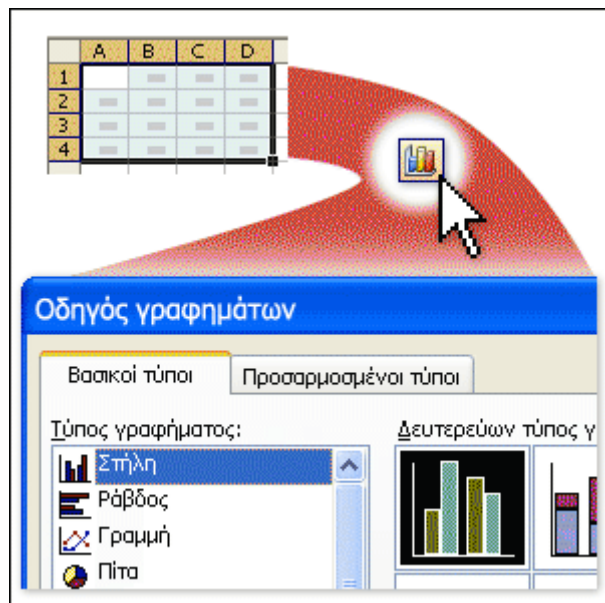 A B C D
1
2
3
4
Οδηγός γραφημάτων
Βασικοί τύποι Προσαρμοσμένοι τύποι
Τύπος γραφήματος: Δευτερεύων τύπος γ
Στήλη
Ράβδος
Γραμμή
Πίτα